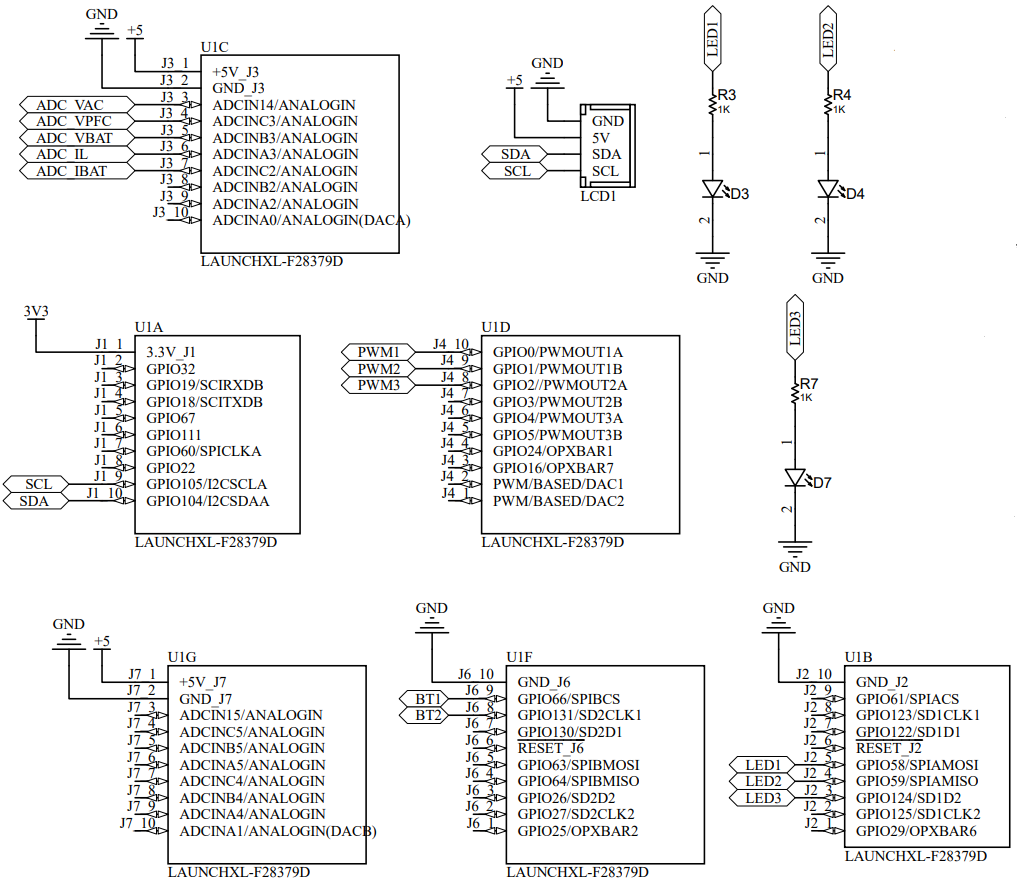 GND
+5
U1C
J3 1 +5V_J3
J3 2 GND_J3
ADC_VAC J3 3 ADCIN14/ANALOGIN
ADC_VPFC J3 4 ADCINC3/ANALOGIN
ADC_VBAT J3 5 ADCINB3/ANALOGIN
ADC_IL J3 6 ADCINA3/ANALOGIN
ADC_IBAT J3 7 ADCINC2/ANALOGIN
J3 8 ADCINB2/ANALOGIN
J3 9 ADCINA2/ANALOGIN
J3 10 ADCINA0/ANALOGIN(DACA)
LAUNCHXL-F28379D
+5
GND
GND
5V
SDA SDA
SCL SCL
LCD1
LED1
R3
1K
1
D3
2
GND
LED2
R4
1K
1
D4
2
GND
3V3
U1A
J1 1 3.3V_J1
J1 2 GPIO32
J1 3 GPIO19/SCIRXDB
J1 4 GPIO18/SCITXDB
J1 5 GPIO67
J1 6 GPIO111
J1 7 GPIO60/SPICLKA
J1 8 GPIO22
SCL J1 9 GPIO105/I2CSCLA
SDA J1 10 GPIO104/I2CSDAA
LAUNCHXL-F28379D
U1D
PWM1 J4 10 GPIO0/PWMOUT1A
PWM2 J4 9 GPIO1/PWMOUT1B
PWM3 J4 8 GPIO2//PWMOUT2A
J4 7 GPIO3/PWMOUT2B
J4 6 GPIO4/PWMOUT3A
J4 5 GPIO5/PWMOUT3B
J4 4 GPIO24/OPXBAR1
J4 3 GPIO16/OPXBAR7
J4 2 PWM/BASED/DAC1
J4 1 PWM/BASED/DAC2
LAUNCHXL-F28379D
LED3
R7
1K
1
D7
2
GND
GND
+5
U1G
J7 1 +5V_J7
J7 2 GND_J7
J7 3 ADCIN15/ANALOGIN
J7 4 ADCINC5/ANALOGIN
J7 5 ADCINB5/ANALOGIN
J7 6 ADCINA5/ANALOGIN
J7 7 ADCINC4/ANALOGIN
J7 8 ADCINB4/ANALOGIN
J7 9 ADCINA4/ANALOGIN
J7 10 ADCINA1/ANALOGIN(DACB)
LAUNCHXL-F28379D
GND
U1F
J6 10 GND_J6
BT1 J6 9 GPIO66/SPIBCS
BT2 J6 8 GPIO131/SD2CLK1
J6 7 GPIO130/SD2D1
J6 6 RESET_J6
J6 5 GPIO63/SPIBMOSI
J6 4 GPIO64/SPIBMISO
J6 3 GPIO26/SD2D2
J6 2 GPIO27/SD2CLK2
J6 1 GPIO25/OPXBAR2
LAUNCHXL-F28379D
GND
U1B
J2 10 GND_J2
J2 9 GPIO61/SPIACS
J2 8 GPIO123/SD1CLK1
J2 7 GPIO122/SD1D1
J2 6 RESET_J2
LED1 J2 5 GPIO58/SPIAMOSI
LED2 J2 4 GPIO59/SPIAMISO
LED3 J2 3 GPIO124/SD1D2
J2 2 GPIO125/SD1CLK2
J2 1 GPIO29/OPXBAR6
LAUNCHXL-F28379D